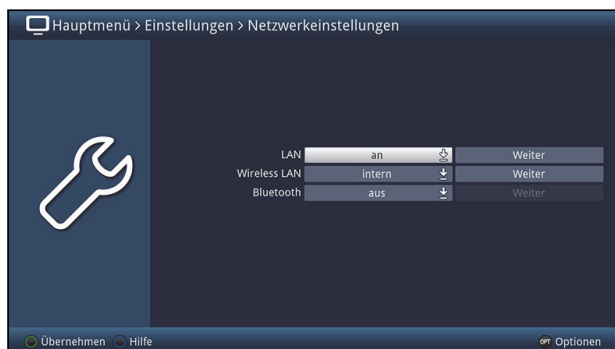 Hauptmenü > Einstellungen > Netzwerkeinstellungen
LAN an Weiter
Wireless LAN intern Weiter
Bluetooth aus Weiter
Übernehmen Hilfe OPT Optionen